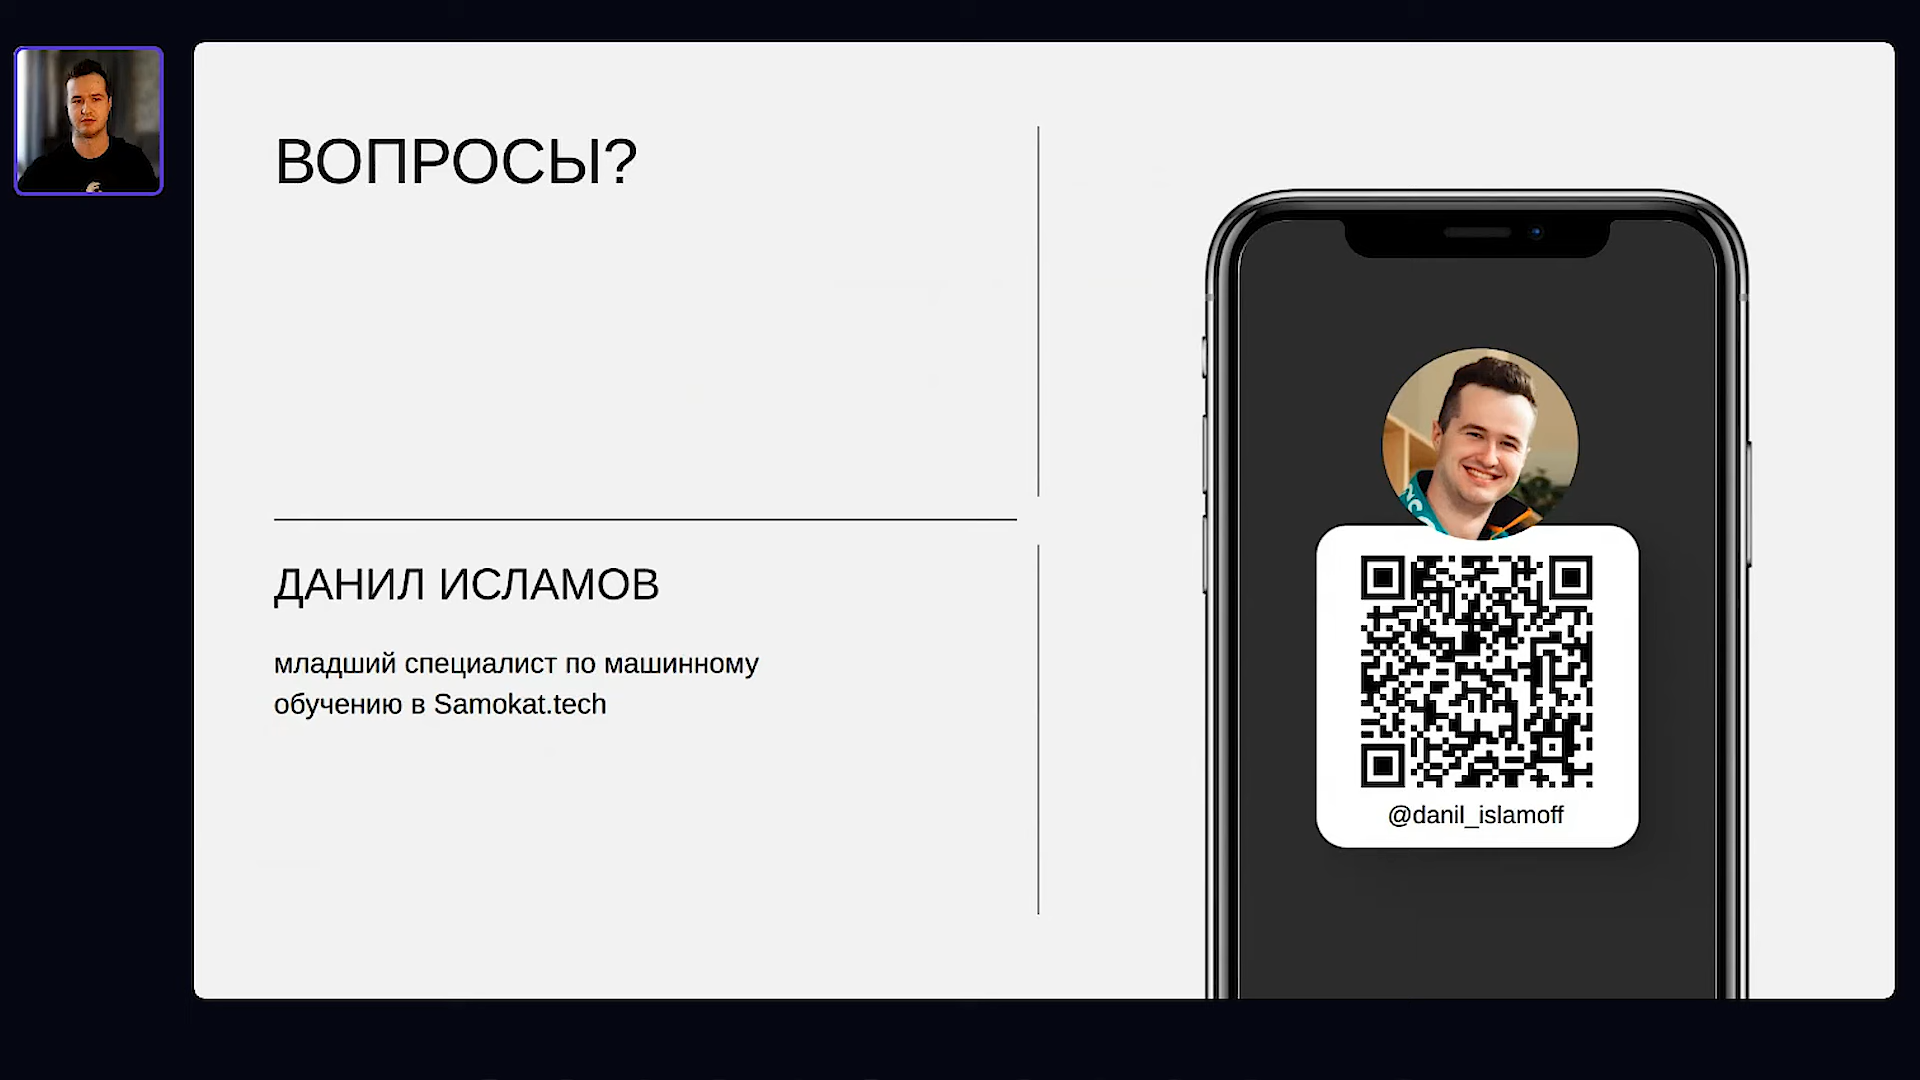 ВОПРОСЫ?
ДАНИЛ ИСЛАМОВ
младший специалист по машинному
обучению в Samokat.tech
@danil_islamoff